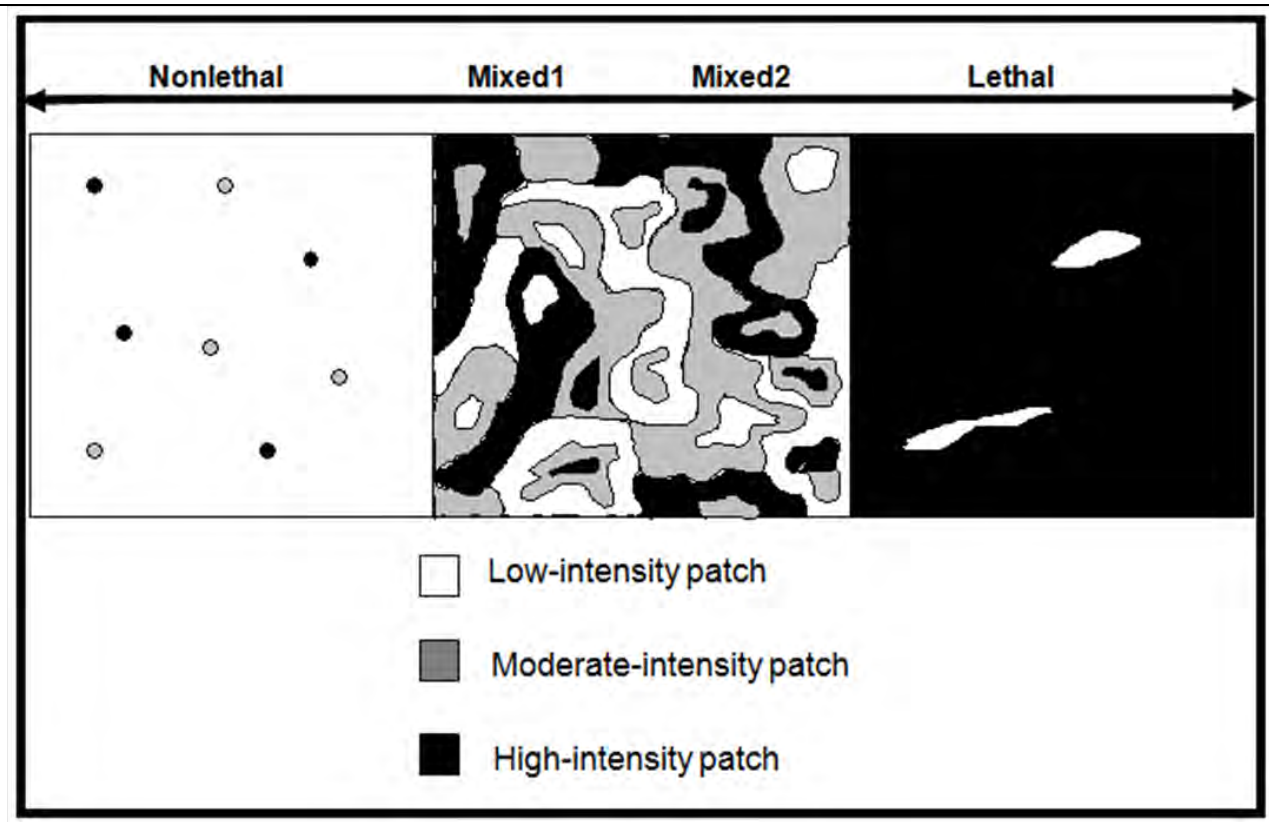 Nonlethal Mixed1 Mixed2 Lethal
Low-intensity patch
Moderate-intensity patch
High-intensity patch